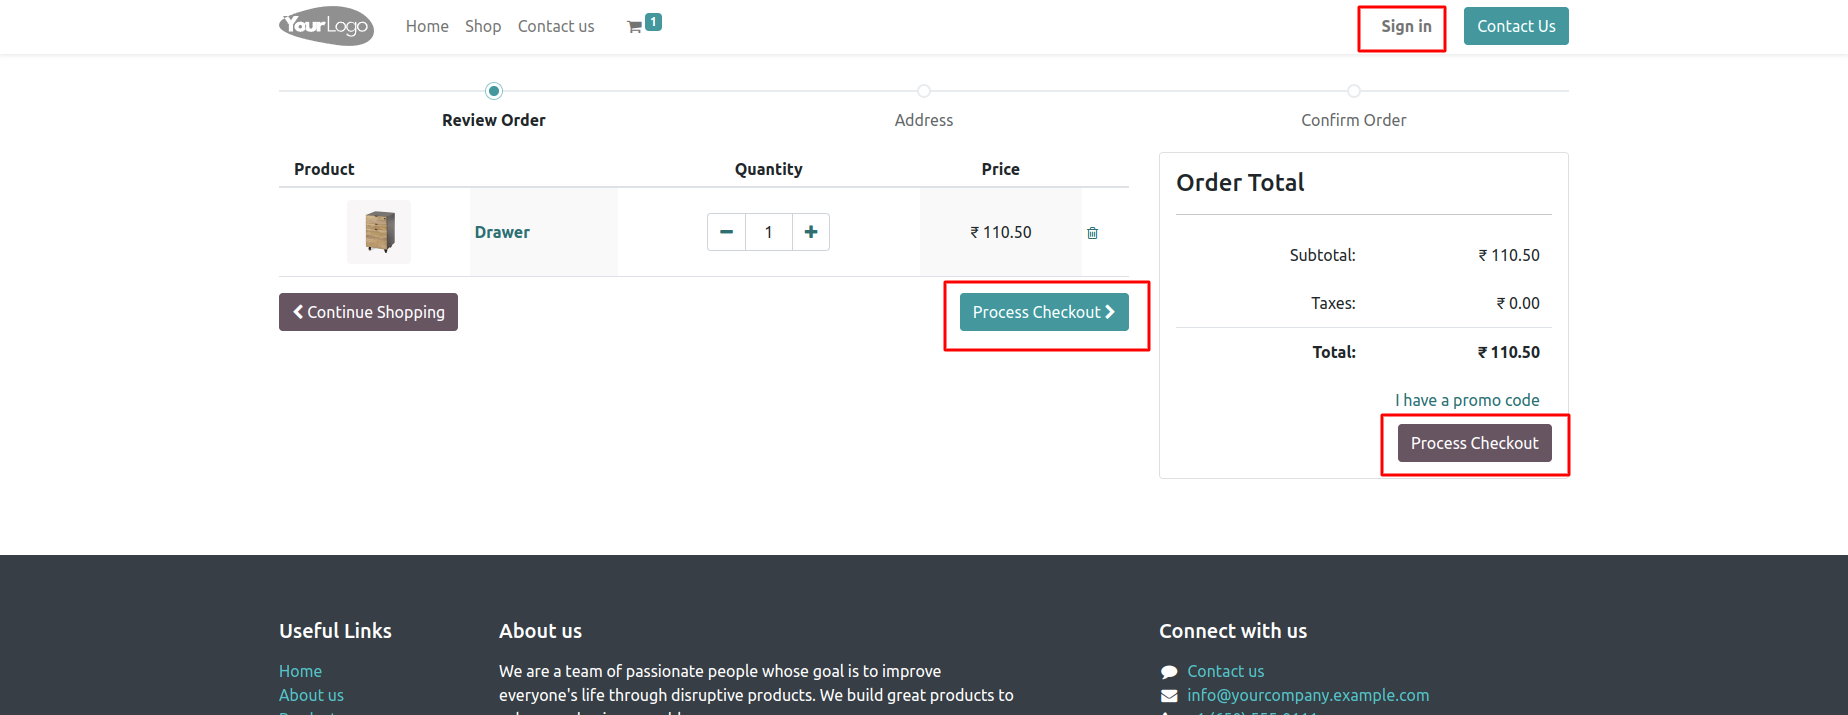 YourLogo Home Shop Contact us 1 Sign in Contact Us
Review Order Address Confirm Order
Product Quantity Price
Drawer 1 ₹ 110.50
Continue Shopping Process Checkout
Order Total
Subtotal: ₹ 110.50
Taxes: ₹ 0.00
Total: ₹ 110.50
I have a promo code
Process Checkout
Useful Links
Home
About us
About us
We are a team of passionate people whose goal is to improve
everyone's life through disruptive products. We build great products to
Connect with us
Contact us
info@yourcompany.example.com